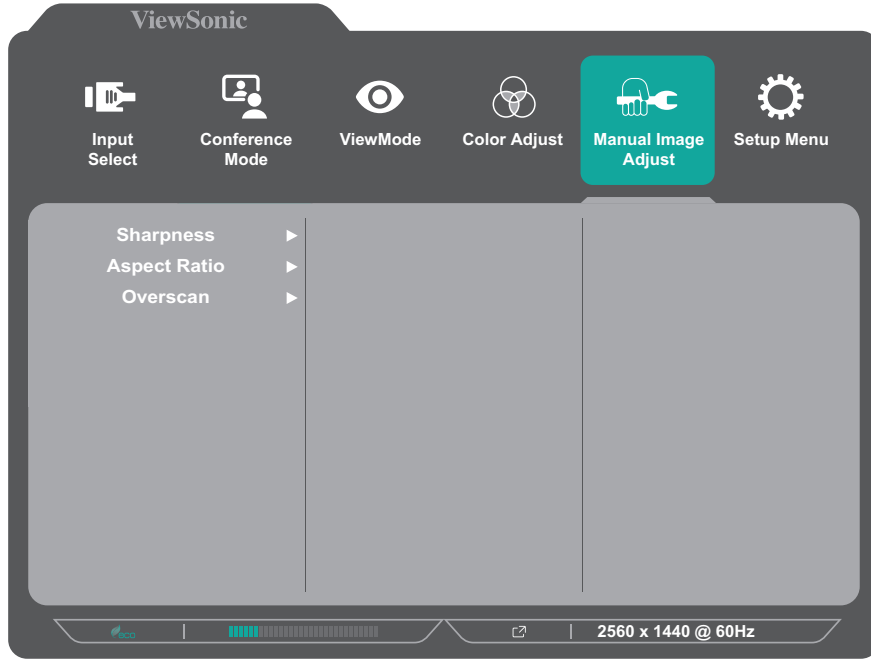 ViewSonic
Input
Select
Conference
Mode
ViewMode
Color Adjust
Manual Image
Adjust
Setup Menu
Sharpness
Aspect Ratio
Overscan
ECO
2560 x 1440 @ 60Hz